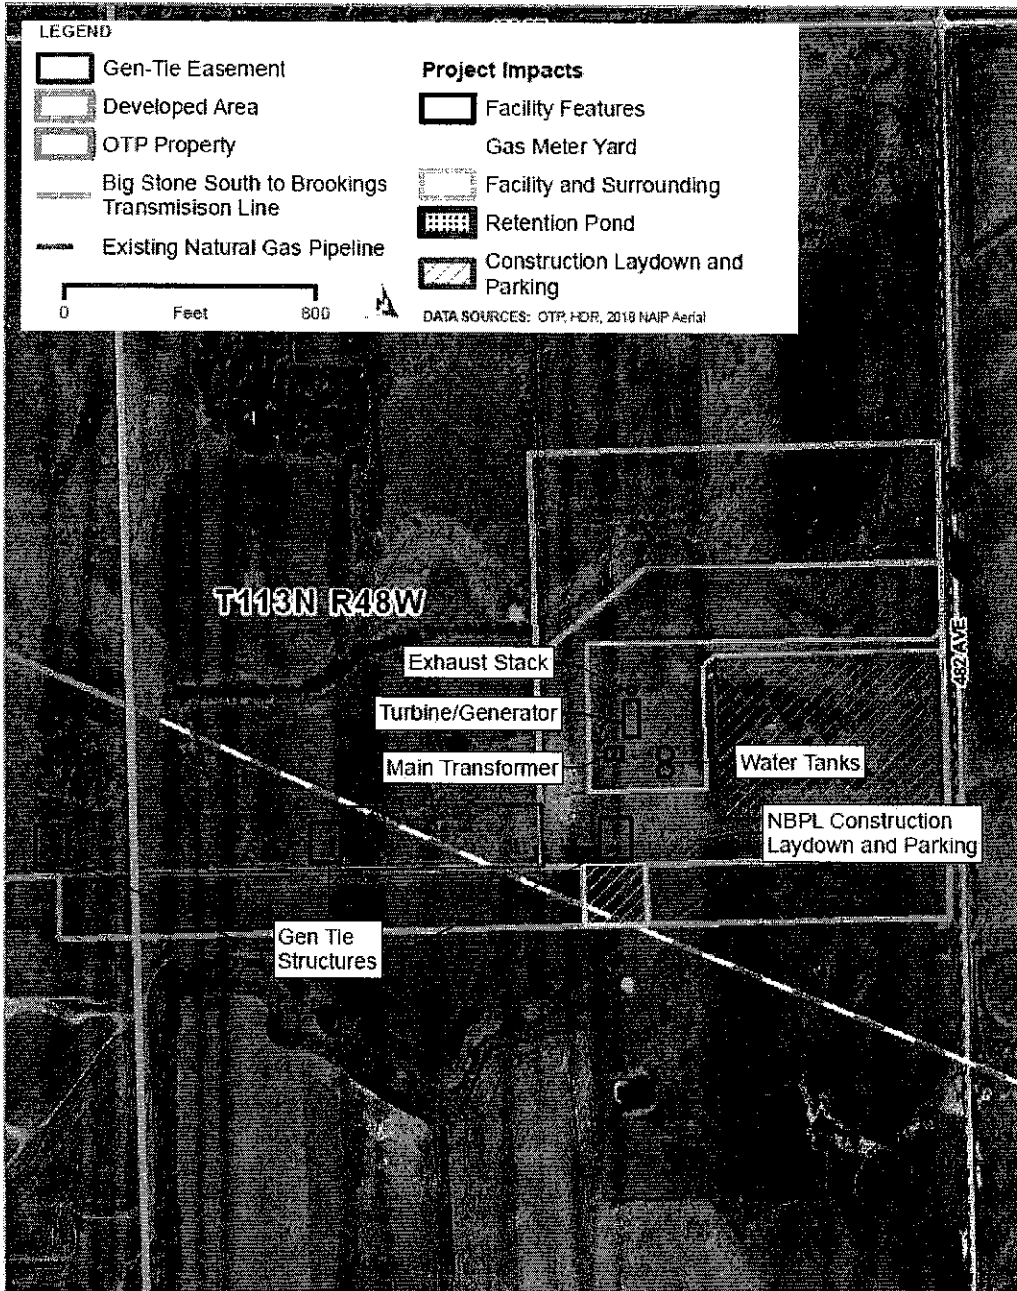 LEGEND
Gen-Tie Easement
Developed Area
OTP Property
Big Stone South to Brookings
Transmisison Line
Existing Natural Gas Pipeline
0 Feet 800
N
Project Impacts
Facility Features
Gas Meter Yard
Facility and Surrounding
Retention Pond
Construction Laydown and
Parking
DATA SOURCES: OTP, HDR, 2018 NAIP Aerial
T113N R48W
Exhaust Stack
482 AVE
Turbine/Generator
Main Transformer
Water Tanks
NBPL Construction
Laydown and Parking
Gen Tie
Structures